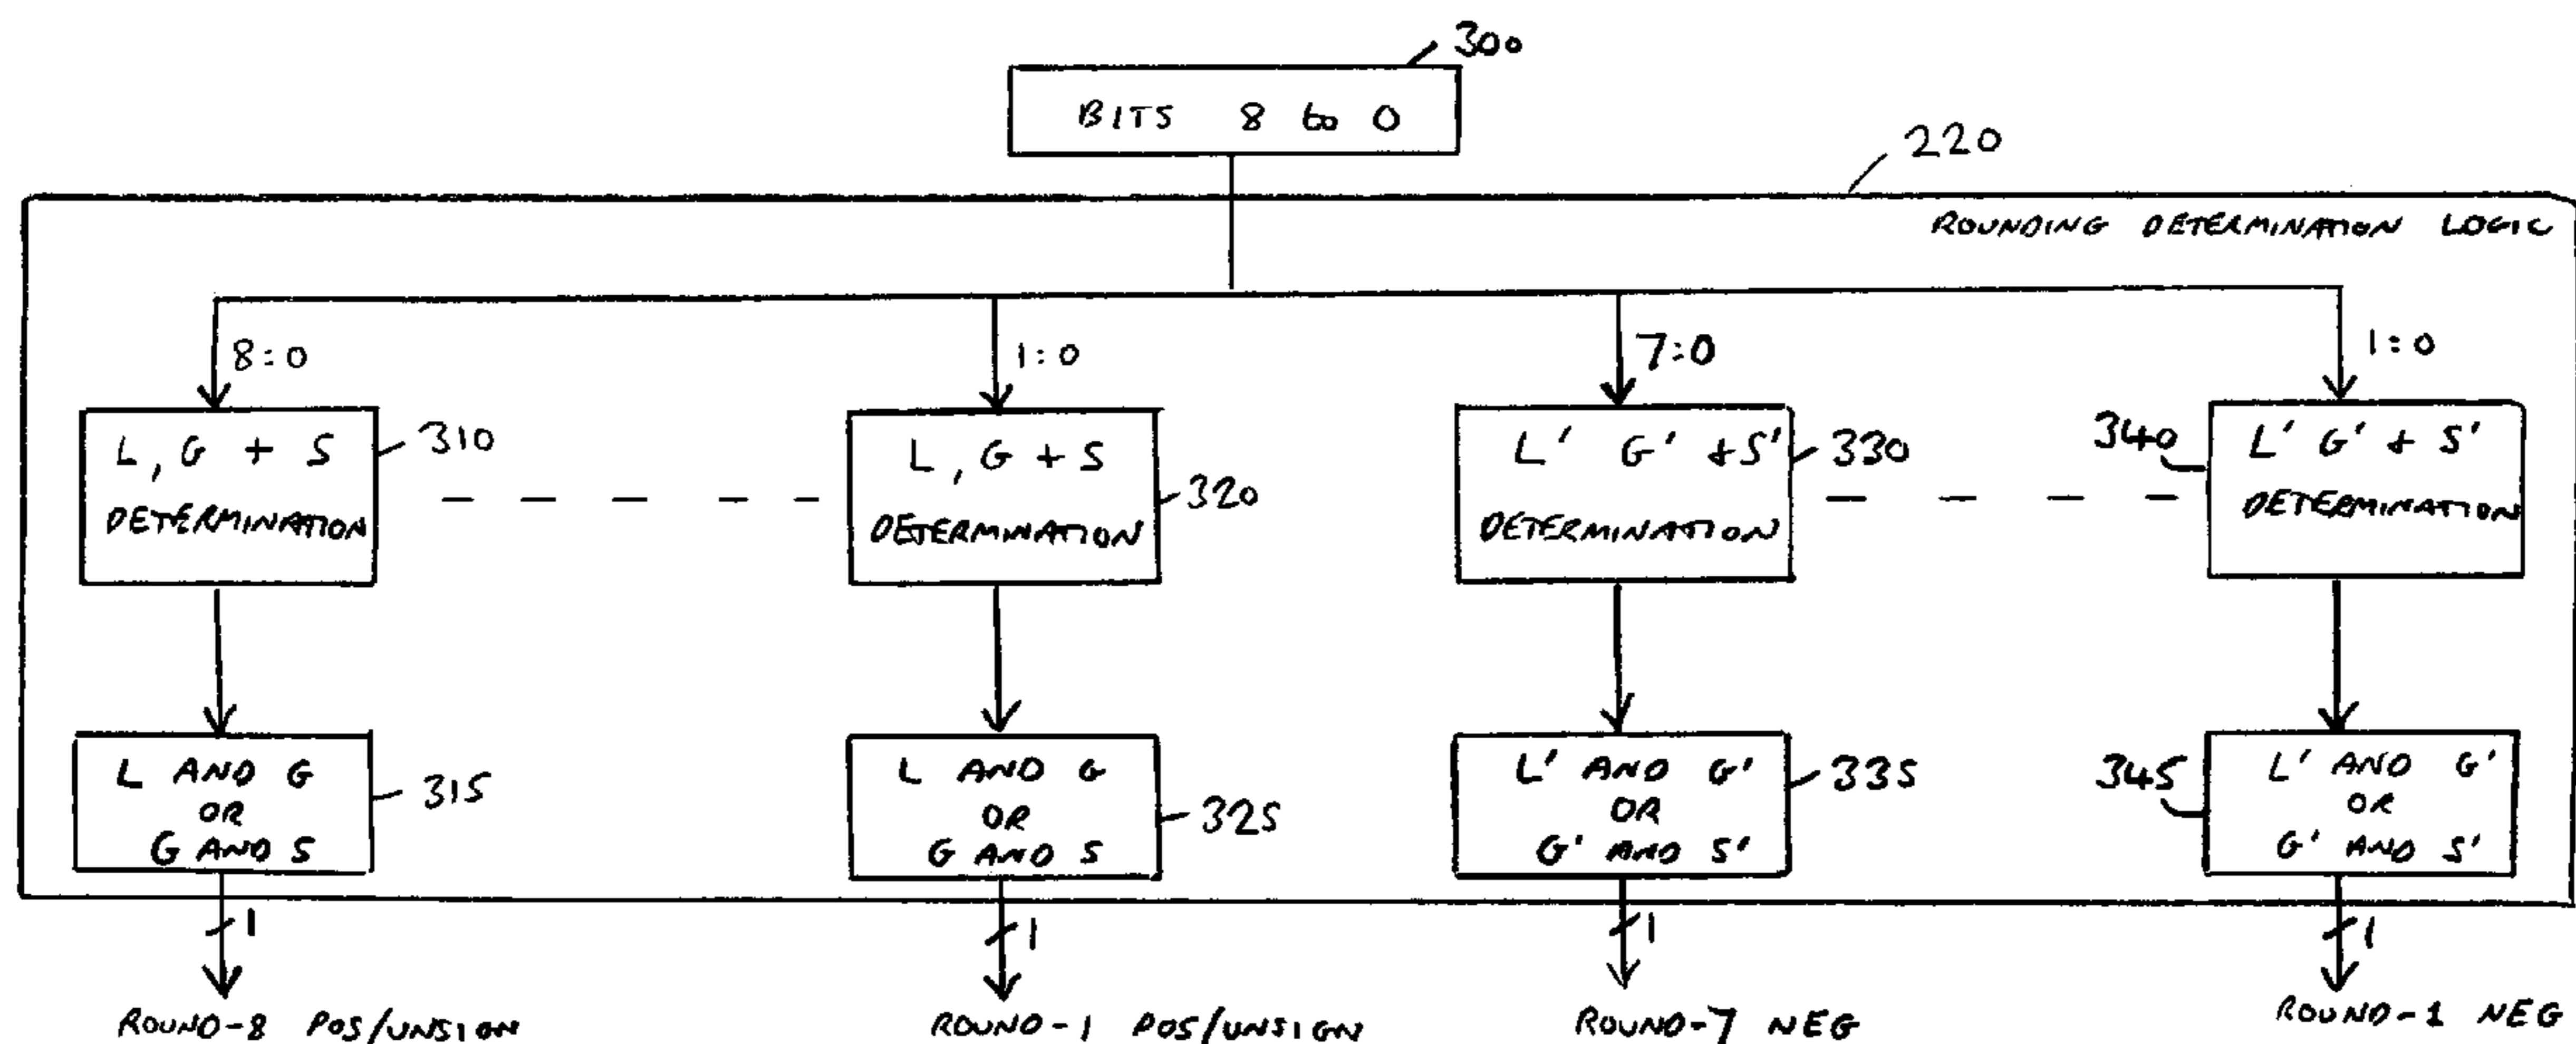 300
BITS 8 to 0
220
ROUNDING DETERMINATION LOGIC
8:0
1:0
7:0
1:0
L, G + S
DETERMINATION
310
L, G + S
DETERMINATION
320
L' G' + S'
DETERMINATION
330
340
L' G' + S'
DETERMINATION
L AND G
OR
G AND S
315
L AND G
OR
G AND S
325
L' AND G'
OR
G' AND S'
335
345
L' AND G'
OR
G' AND S'
1
1
1
1
ROUND-8 POS/UNSIGN
ROUND-1 POS/UNSIGN
ROUND-7 NEG
ROUND-1 NEG